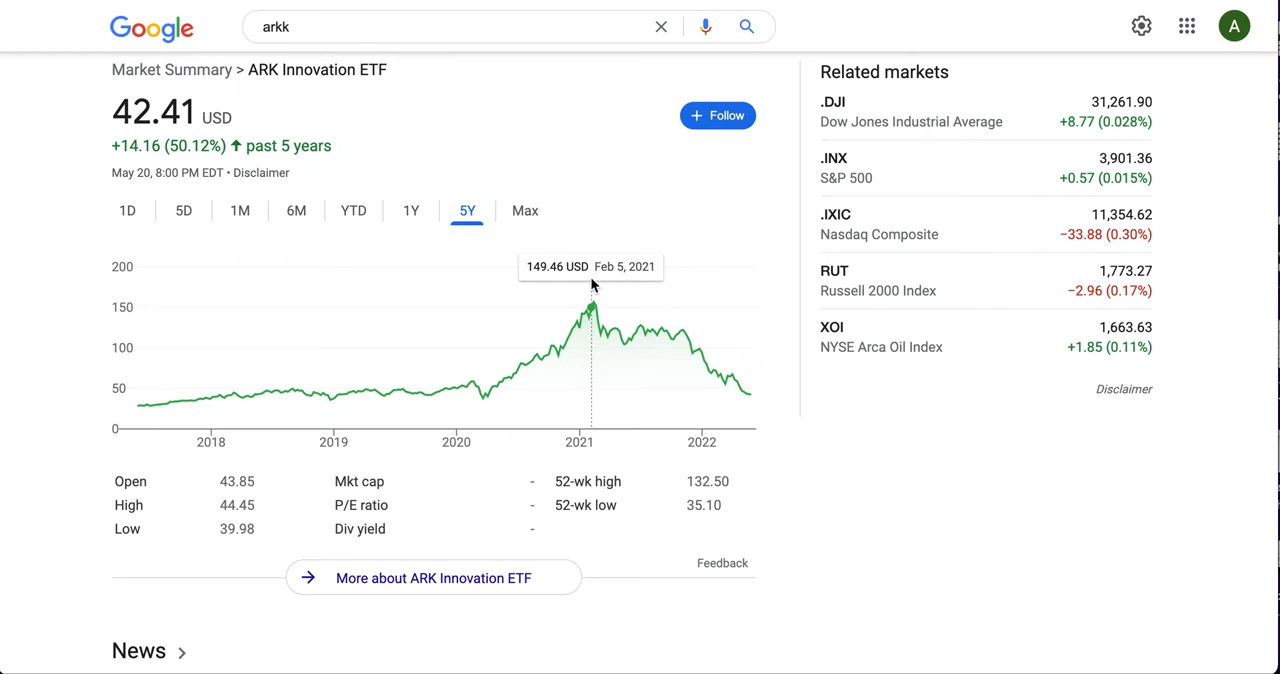 Google
arkk
A
Market Summary > ARK Innovation ETF
42.41 USD
+ Follow
+14.16 (50.12%) ↑ past 5 years
May 20, 8:00 PM EDT • Disclaimer
1D 5D 1M 6M YTD 1Y 5Y Max
149.46 USD Feb 5, 2021
200
150
100
50
0
2018 2019 2020 2021 2022
Open 43.85 Mkt cap - 52-wk high 132.50
High 44.45 P/E ratio - 52-wk low 35.10
Low 39.98 Div yield -
Feedback
→ More about ARK Innovation ETF
News >
Related markets
.DJI 31,261.90
Dow Jones Industrial Average +8.77 (0.028%)
.INX 3,901.36
S&P 500 +0.57 (0.015%)
.IXIC 11,354.62
Nasdaq Composite −33.88 (0.30%)
RUT 1,773.27
Russell 2000 Index −2.96 (0.17%)
XOI 1,663.63
NYSE Arca Oil Index +1.85 (0.11%)
Disclaimer